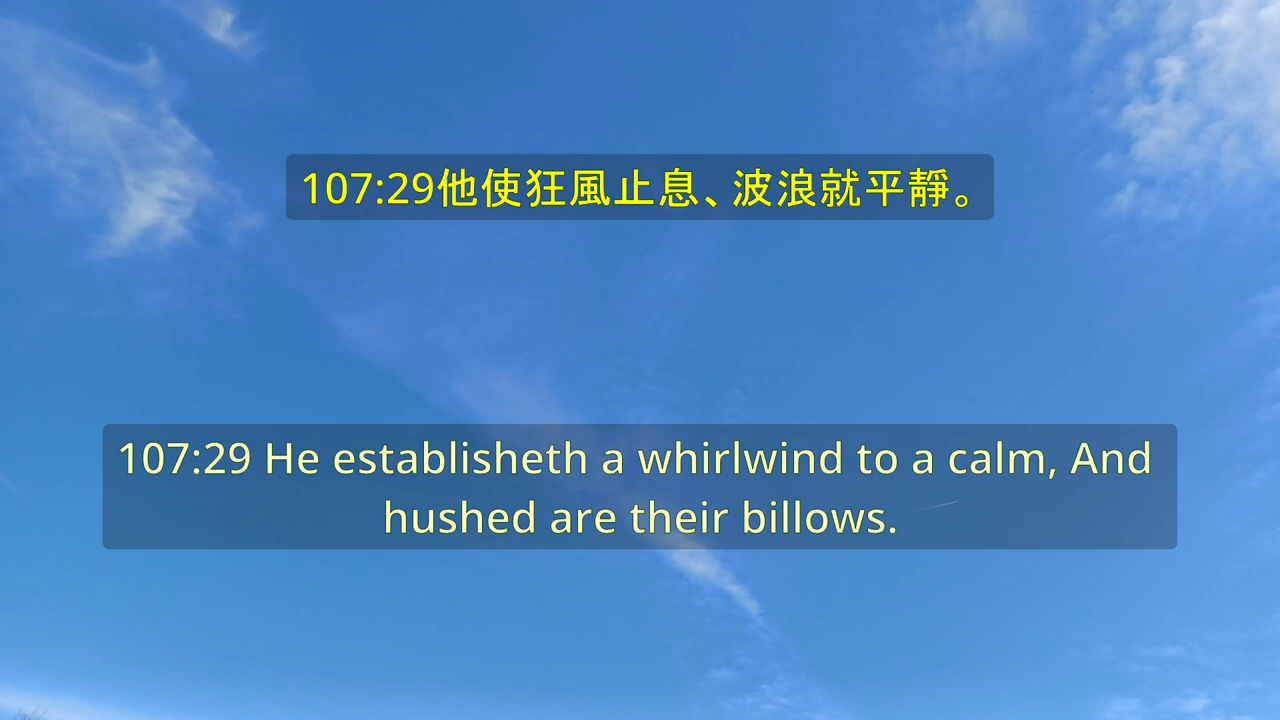 107:29他使狂風止息、波浪就平靜。
107:29 He establisheth a whirlwind to a calm, And
hushed are their billows.